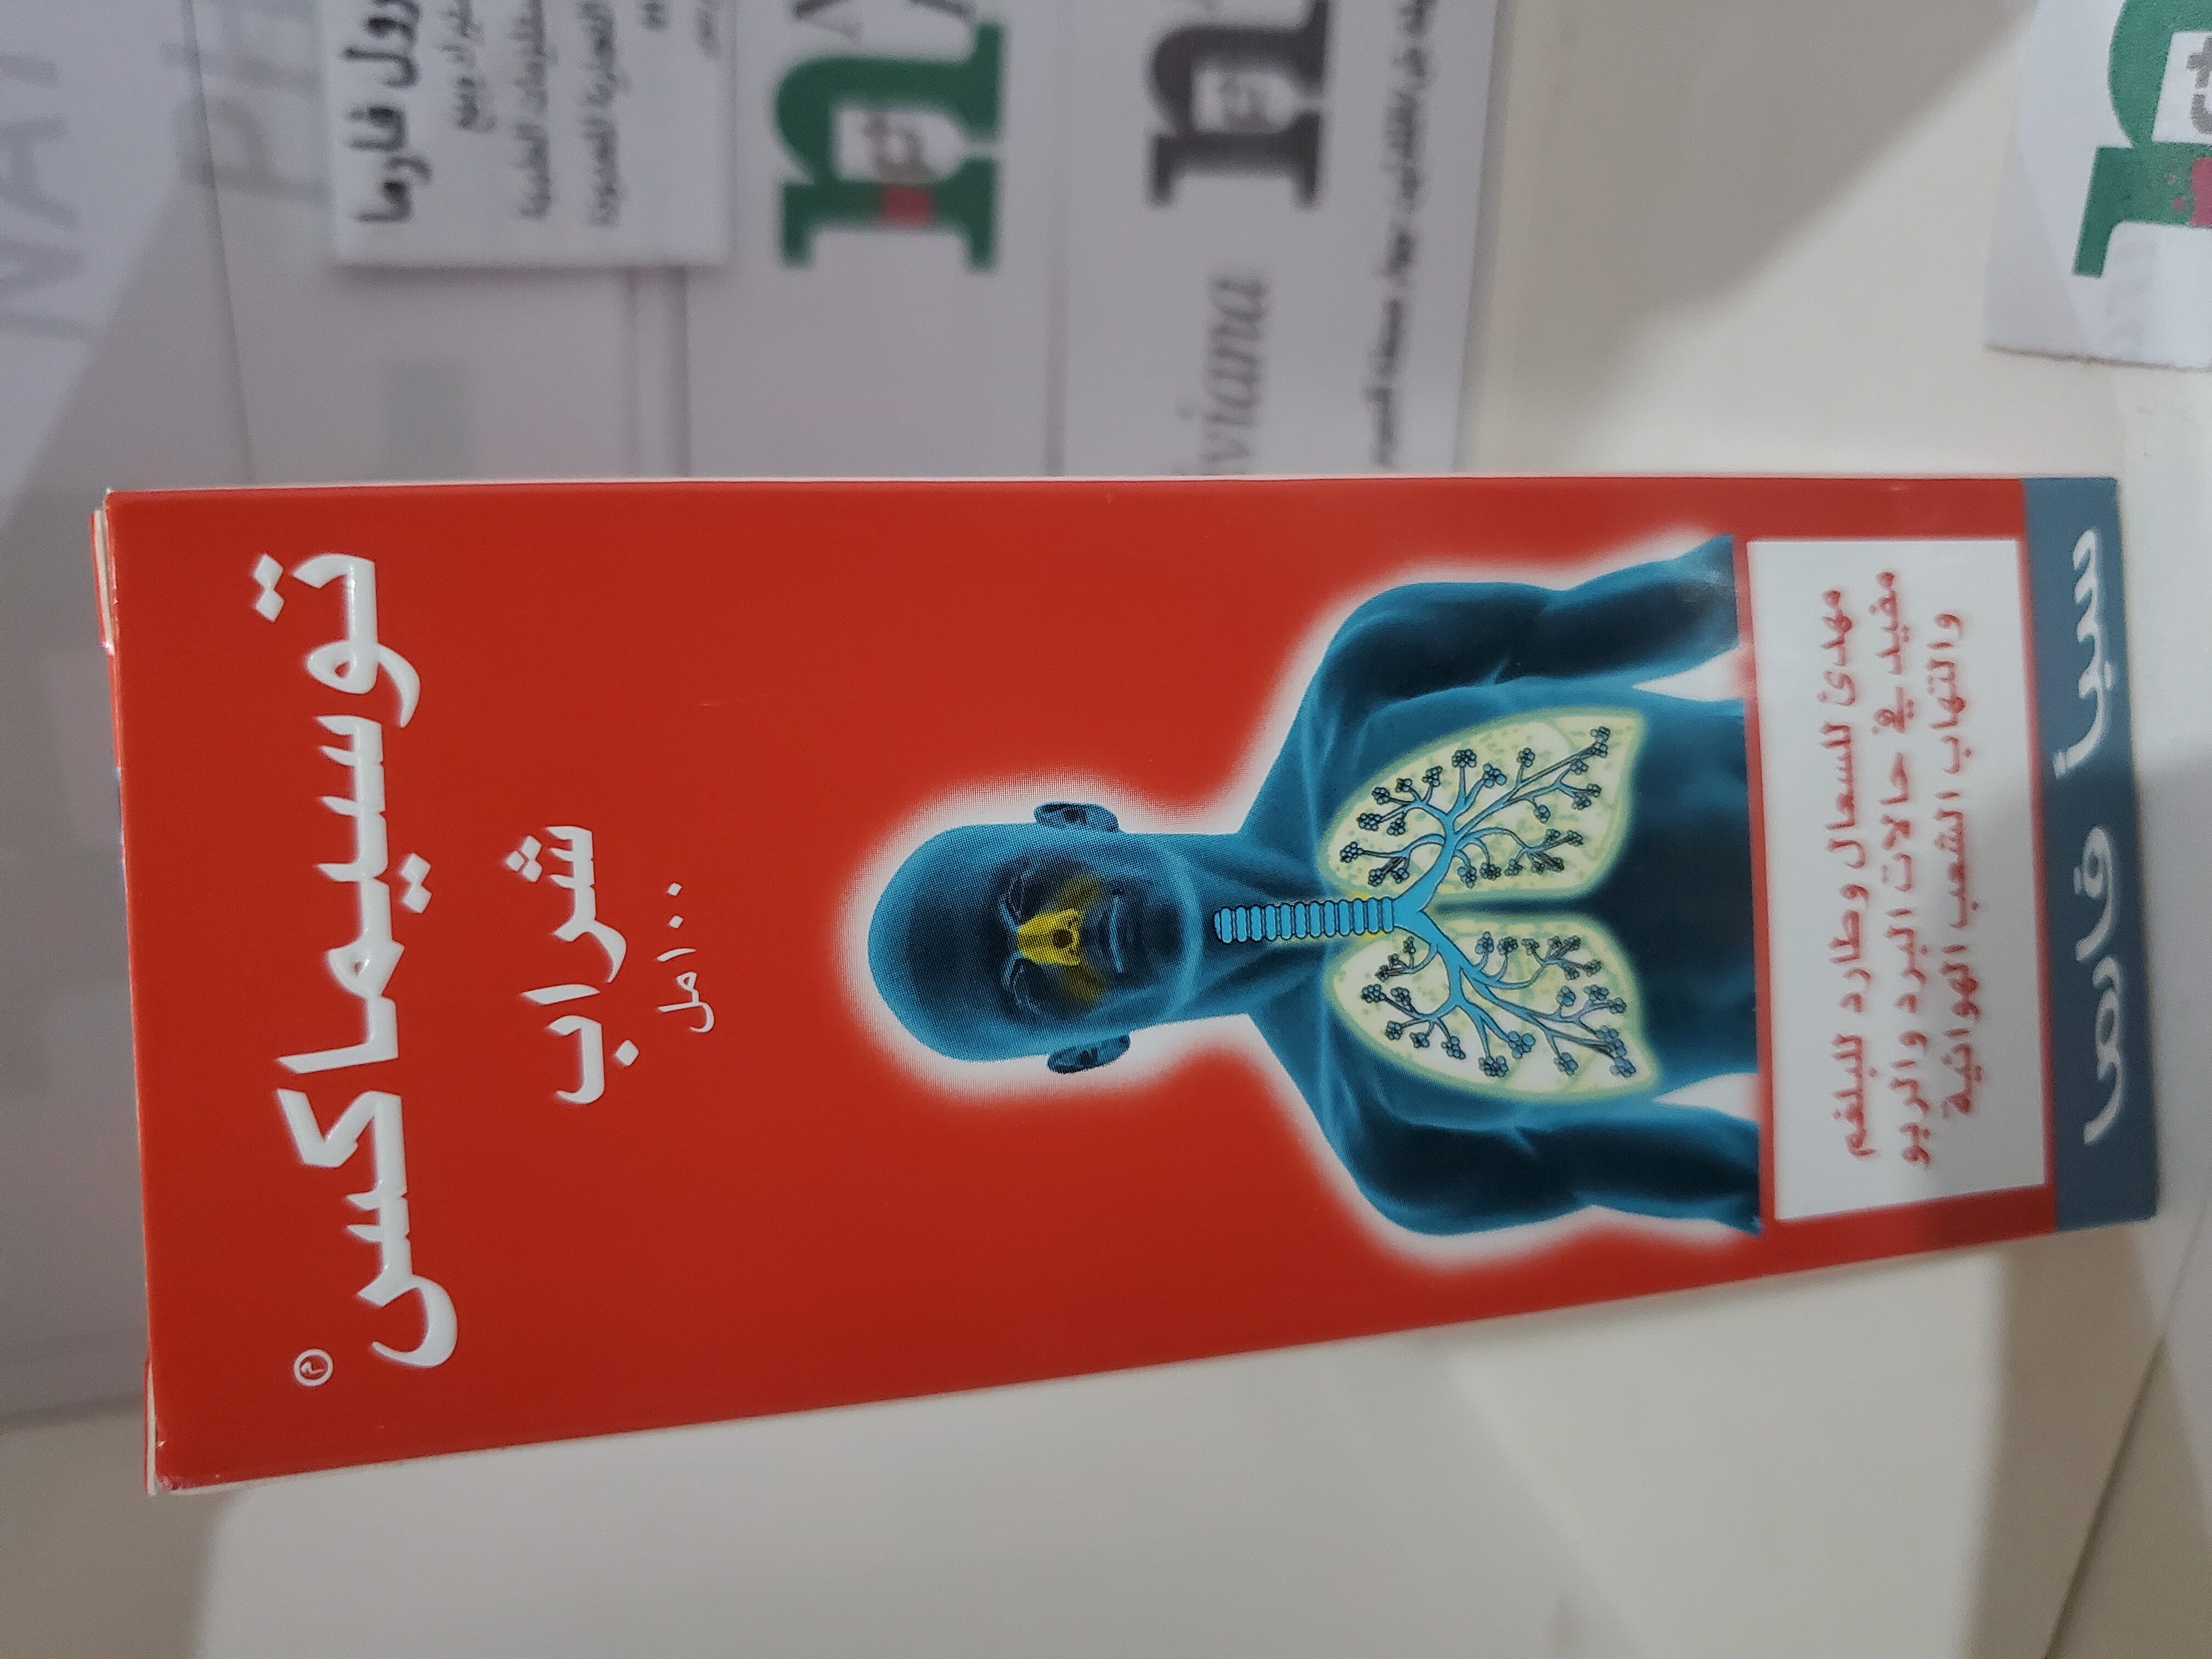 توسيماكس
®
شراب
١٠٠مل
مهدئ للسعال وطارد للبلغم
مفيد في حالات البرد والربو
والتهاب الشعب الهوائية
سبأ فارما
رول فارما
viana
n
n